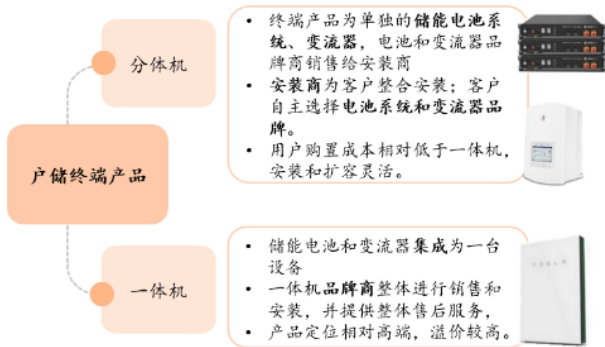 户储终端产品
分体机
• 终端产品为单独的储能电池系
统、变流器，电池和变流器品
牌商销售给安装商
• 安装商为客户整合安装；客户
自主选择电池系统和变流器品
牌。
• 用户购置成本相对低于一体机，
安装和扩容灵活。
一体机
• 储能电池和变流器集成为一台
设备
• 一体机品牌商整体进行销售和
安装，并提供整体售后服务，
• 产品定位相对高端，溢价较高。
TESLA